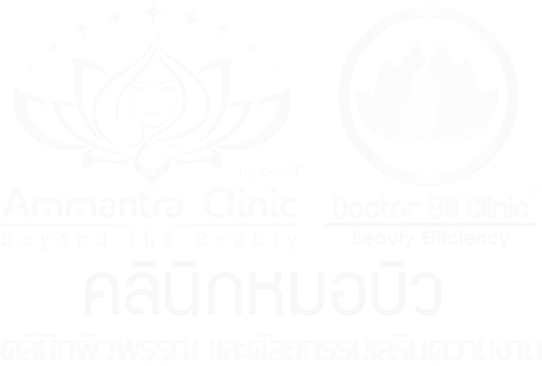 by Dr.Bill
Ammantra Clinic
Beyond the Beauty
Doctor Bill Clinic
Beauty Efficiency
คลินิกหมอบิว
คลินิกผิวพรรณ และศัลยกรรมเสริมความงาม